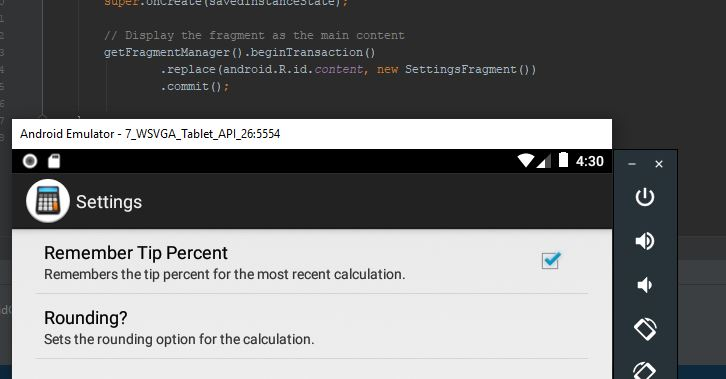 super.onCreate(savedInstanceState);
// Display the fragment as the main content
getFragmentManager().beginTransaction()
.replace(android.R.id.content, new SettingsFragment())
.commit();
Android Emulator - 7_WSVGA_Tablet_API_26:5554
4:30
Settings
Remember Tip Percent
Remembers the tip percent for the most recent calculation.
Rounding?
Sets the rounding option for the calculation.